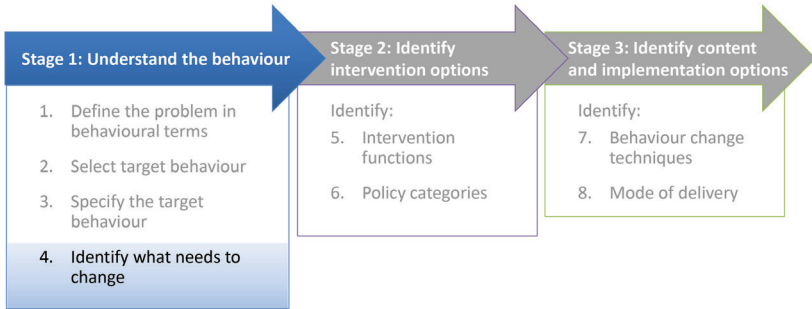 Stage 1: Understand the behaviour
1. Define the problem in
behavioural terms
2. Select target behaviour
3. Specify the target
behaviour
4. Identify what needs to
change
Stage 2: Identify
intervention options
Identify:
5. Intervention
functions
6. Policy categories
Stage 3: Identify content
and implementation options
Identify:
7. Behaviour change
techniques
8. Mode of delivery